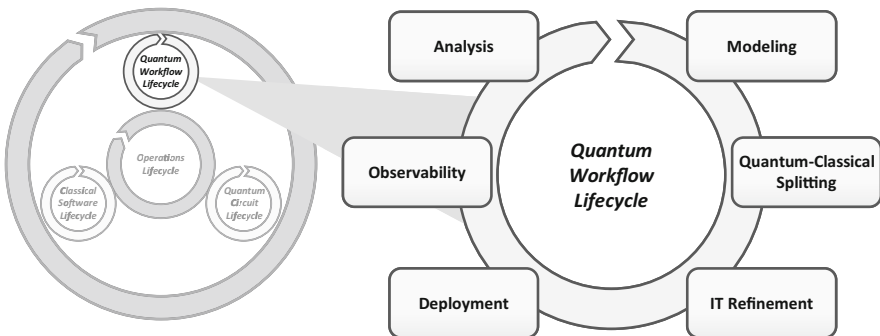 Quantum
Workflow
Lifecycle
Operations
Lifecycle
Classical
Software
Lifecycle
Quantum
Circuit
Lifecycle
Analysis
Modeling
Observability
Quantum
Workflow
Lifecycle
Quantum-Classical
Splitting
Deployment
IT Refinement